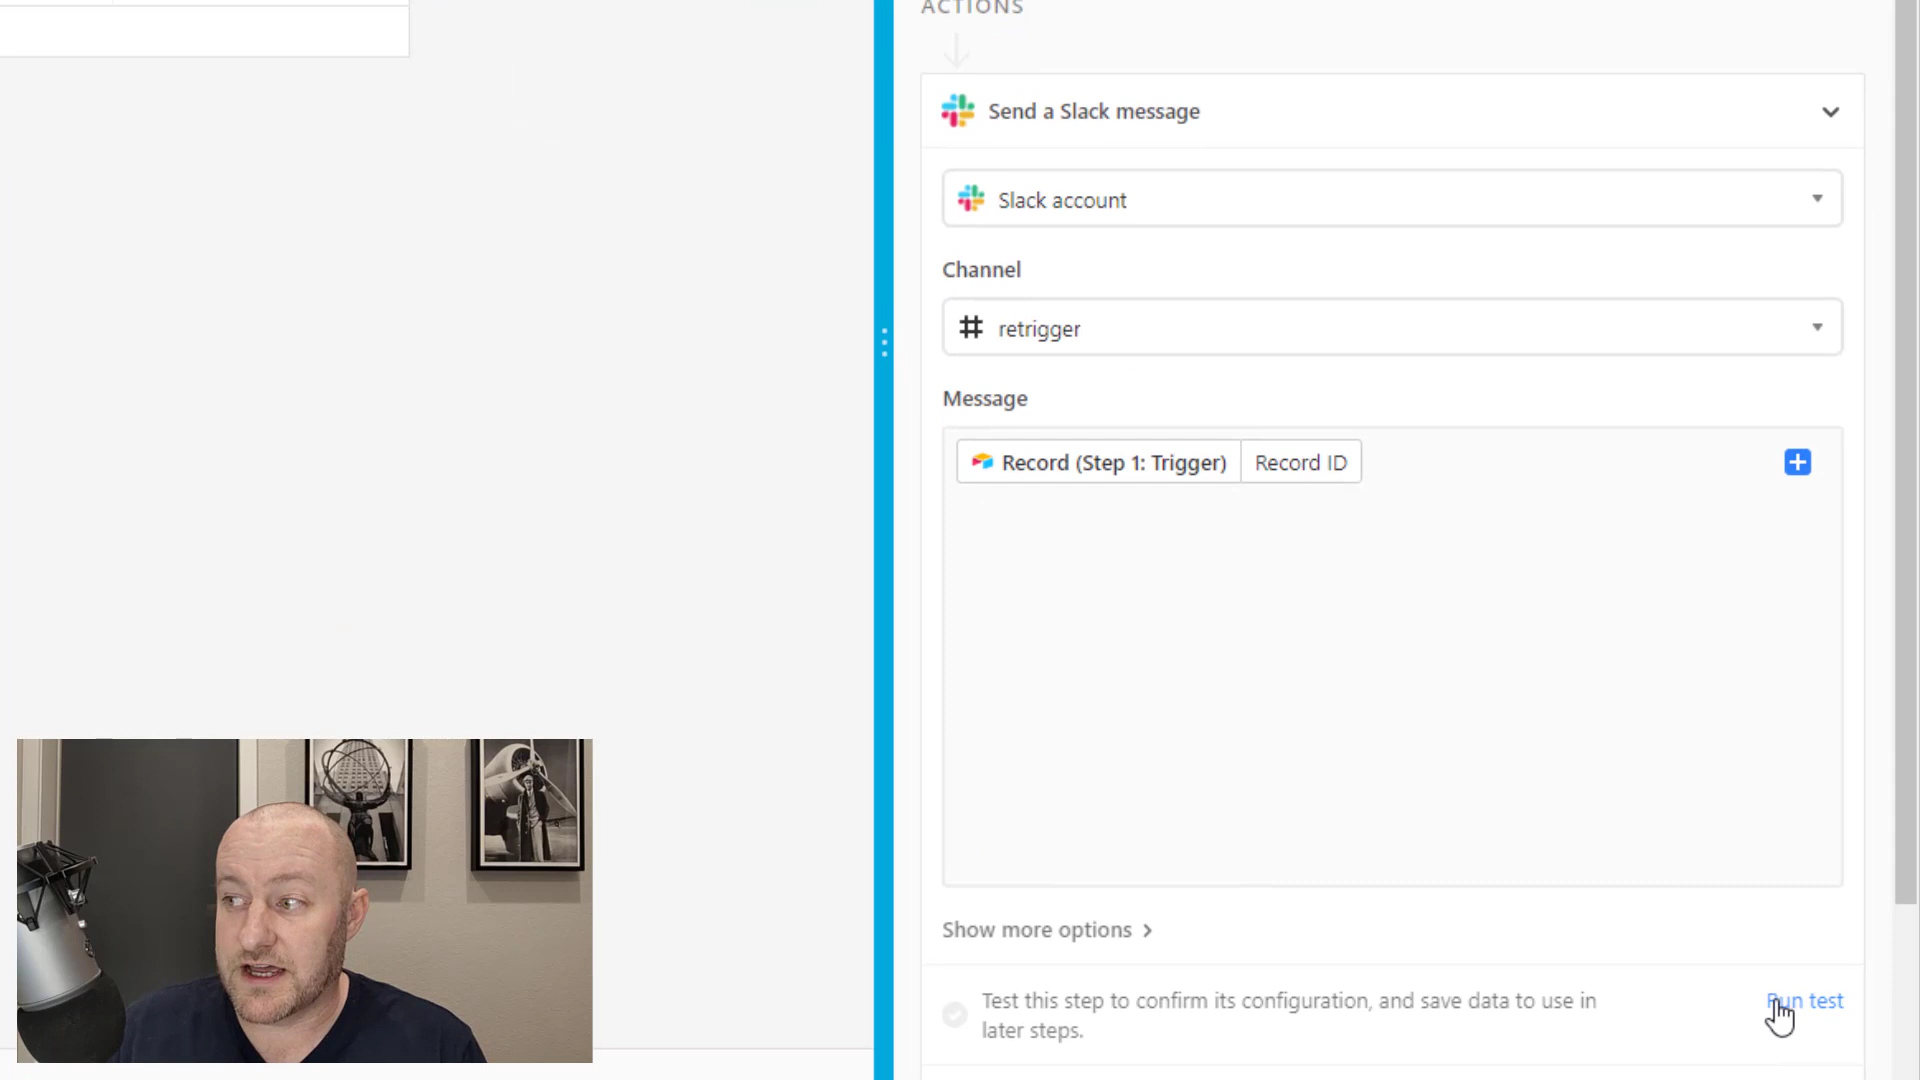 ACTIONS
Send a Slack message
Slack account
Channel
# retrigger
Message
Record (Step 1: Trigger) Record ID
Show more options
Test this step to confirm its configuration, and save data to use in
later steps.
Run test